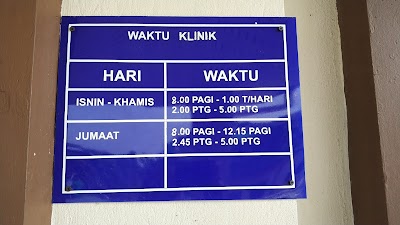 WAKTU KLINIK
HARI WAKTU
ISNIN - KHAMIS 8.00 PAGI - 1.00 T/HARI
2.00 PTG - 5.00 PTG
JUMAAT 8.00 PAGI - 12.15 PAGI
2.45 PTG - 5.00 PTG